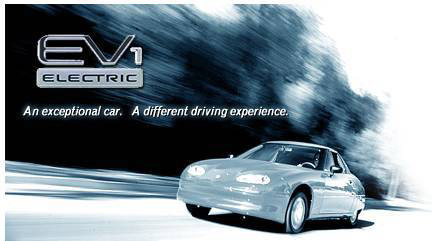 EV1
ELECTRIC
An exceptional car. A different driving experience.